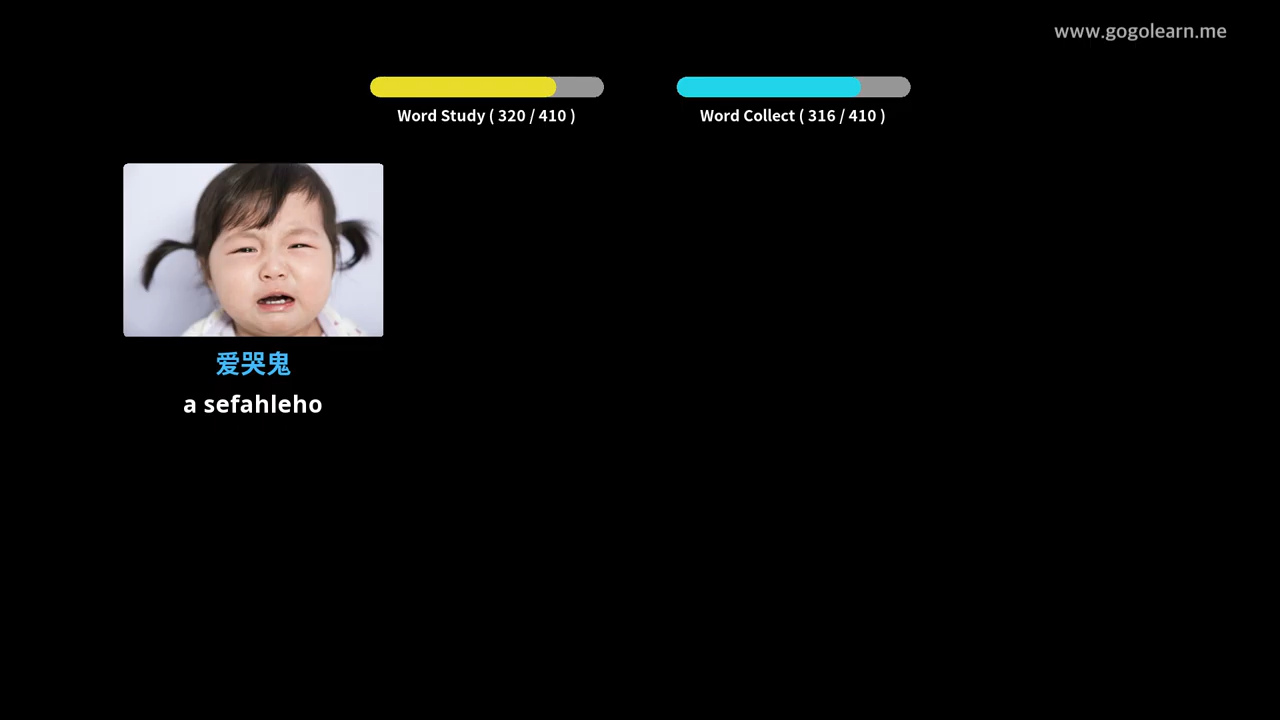 www.gogolearn.me
Word Study ( 320 / 410 )
Word Collect ( 316 / 410 )
爱哭鬼
a sefahleho